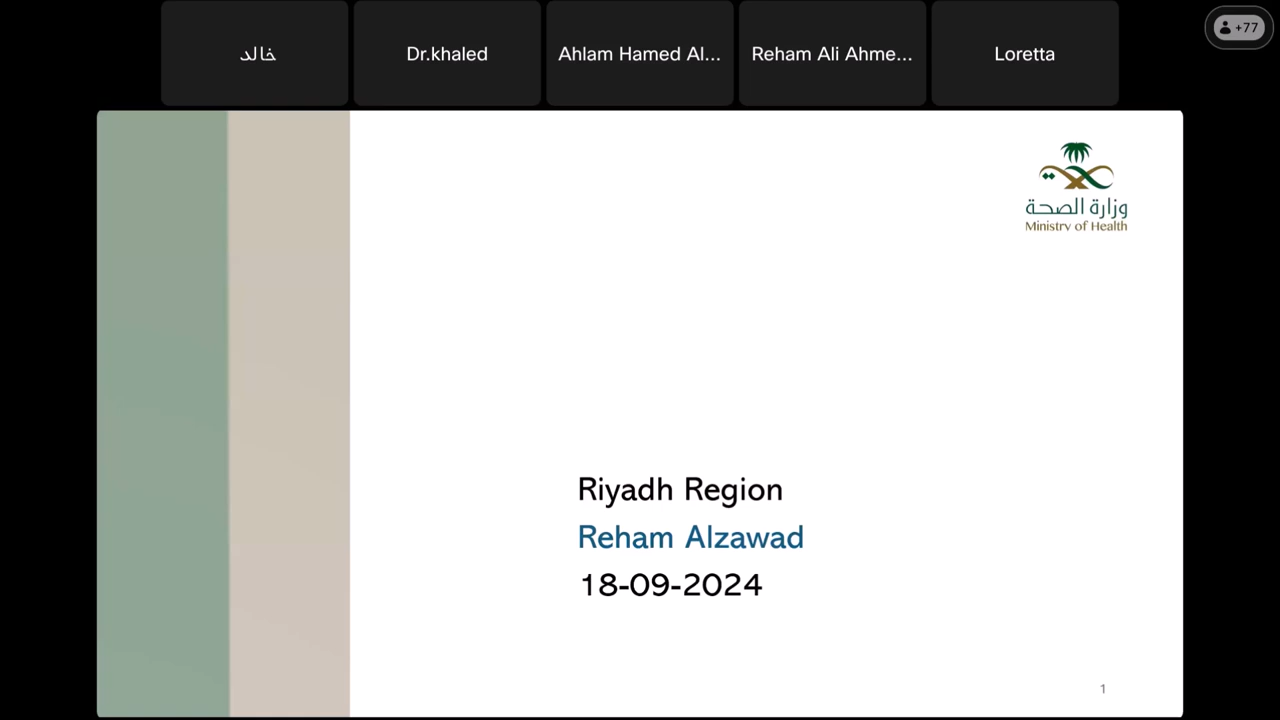 خالد
Dr.khaled
Ahlam Hamed Al...
Reham Ali Ahme...
Loretta
+77
وزارة الصحة
Ministry of Health
Riyadh Region
Reham Alzawad
18-09-2024
1